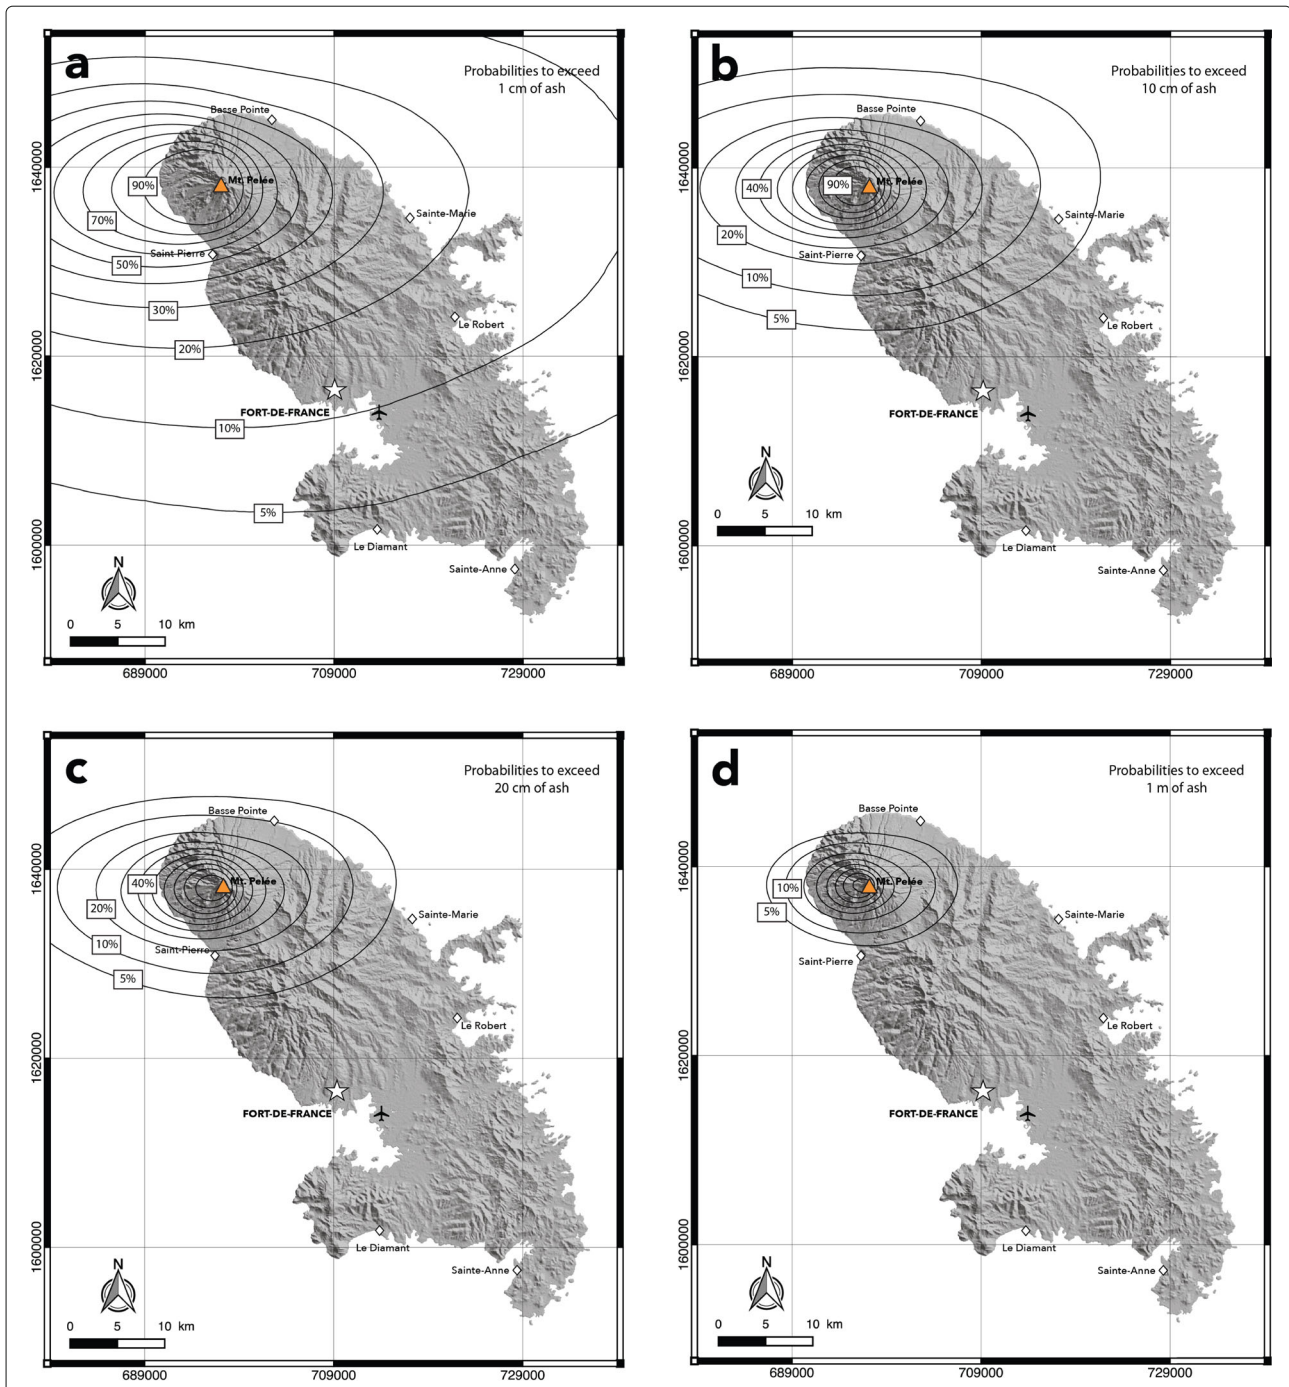 a
Probabilities to exceed
1 cm of ash
Basse Pointe
1640000
90%
Mt. Pelée
70%
Sainte-Marie
Saint-Pierre
50%
30%
Le Robert
20%
1620000
FORT-DE-FRANCE
10%
5%
Le Diamant
1600000
Sainte-Anne
N
0 5 10 km
689000 709000 729000
b
Probabilities to exceed
10 cm of ash
Basse Pointe
1640000
40%
90%
Mt. Pelée
Sainte-Marie
20%
Saint-Pierre
10%
5%
Le Robert
1620000
FORT-DE-FRANCE
N
0 5 10 km
Le Diamant
1600000
Sainte-Anne
689000 709000 729000
c
Probabilities to exceed
20 cm of ash
Basse Pointe
1640000
40%
Mt. Pelée
20%
Sainte-Marie
10%
Saint-Pierre
5%
Le Robert
1620000
FORT-DE-FRANCE
Le Diamant
1600000
Sainte-Anne
N
0 5 10 km
689000 709000 729000
d
Probabilities to exceed
1 m of ash
Basse Pointe
1640000
10%
Mt. Pelée
5%
Sainte-Marie
Saint-Pierre
Le Robert
1620000
FORT-DE-FRANCE
Le Diamant
1600000
Sainte-Anne
N
0 5 10 km
689000 709000 729000